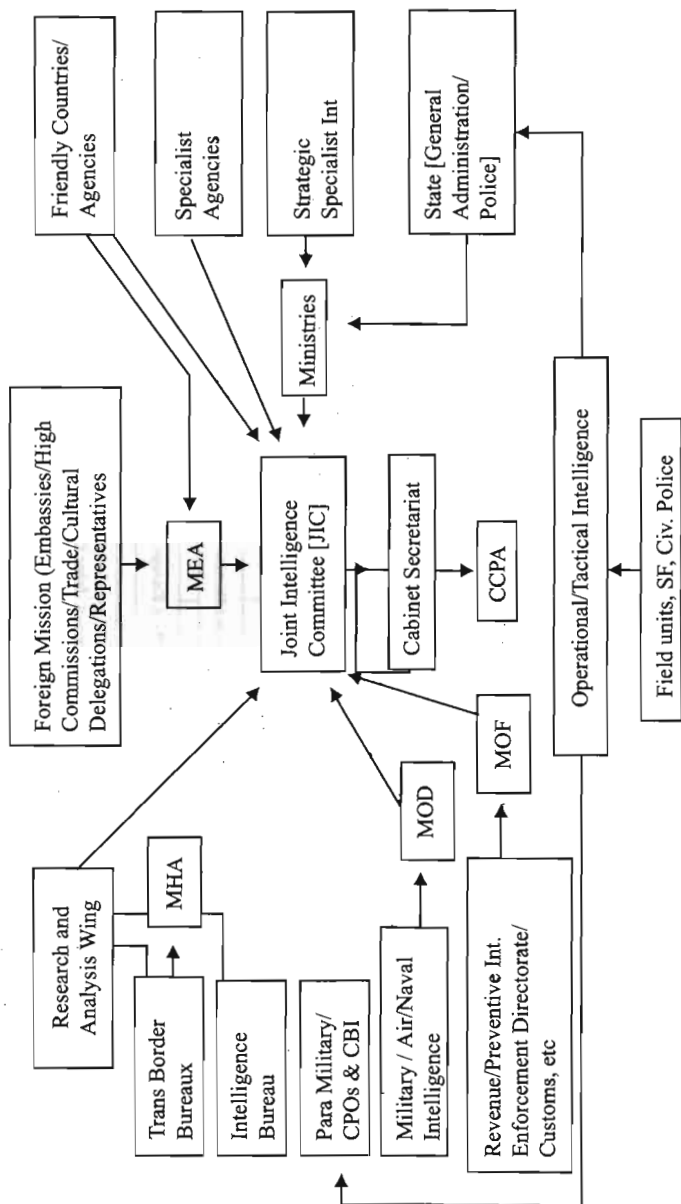 Foreign Mission (Embassies/High
Commissions/Trade/Cultural
Delegations/Representatives
Friendly Countries/
Agencies
Research and
Analysis Wing
MEA
Specialist
Agencies
MHA
Trans Border
Bureaux
Joint Intelligence
Committee [JIC]
Ministries
Strategic
Specialist Int
Intelligence
Bureau
Para Military/
CPOs & CBI
MOD
Cabinet Secretariat
State [General
Administration/
Police]
Military / Air/Naval
Intelligence
MOF
CCPA
Revenue/Preventive Int.
Enforcement Directorate/
Customs, etc
Operational/Tactical Intelligence
Field units, SF, Civ. Police